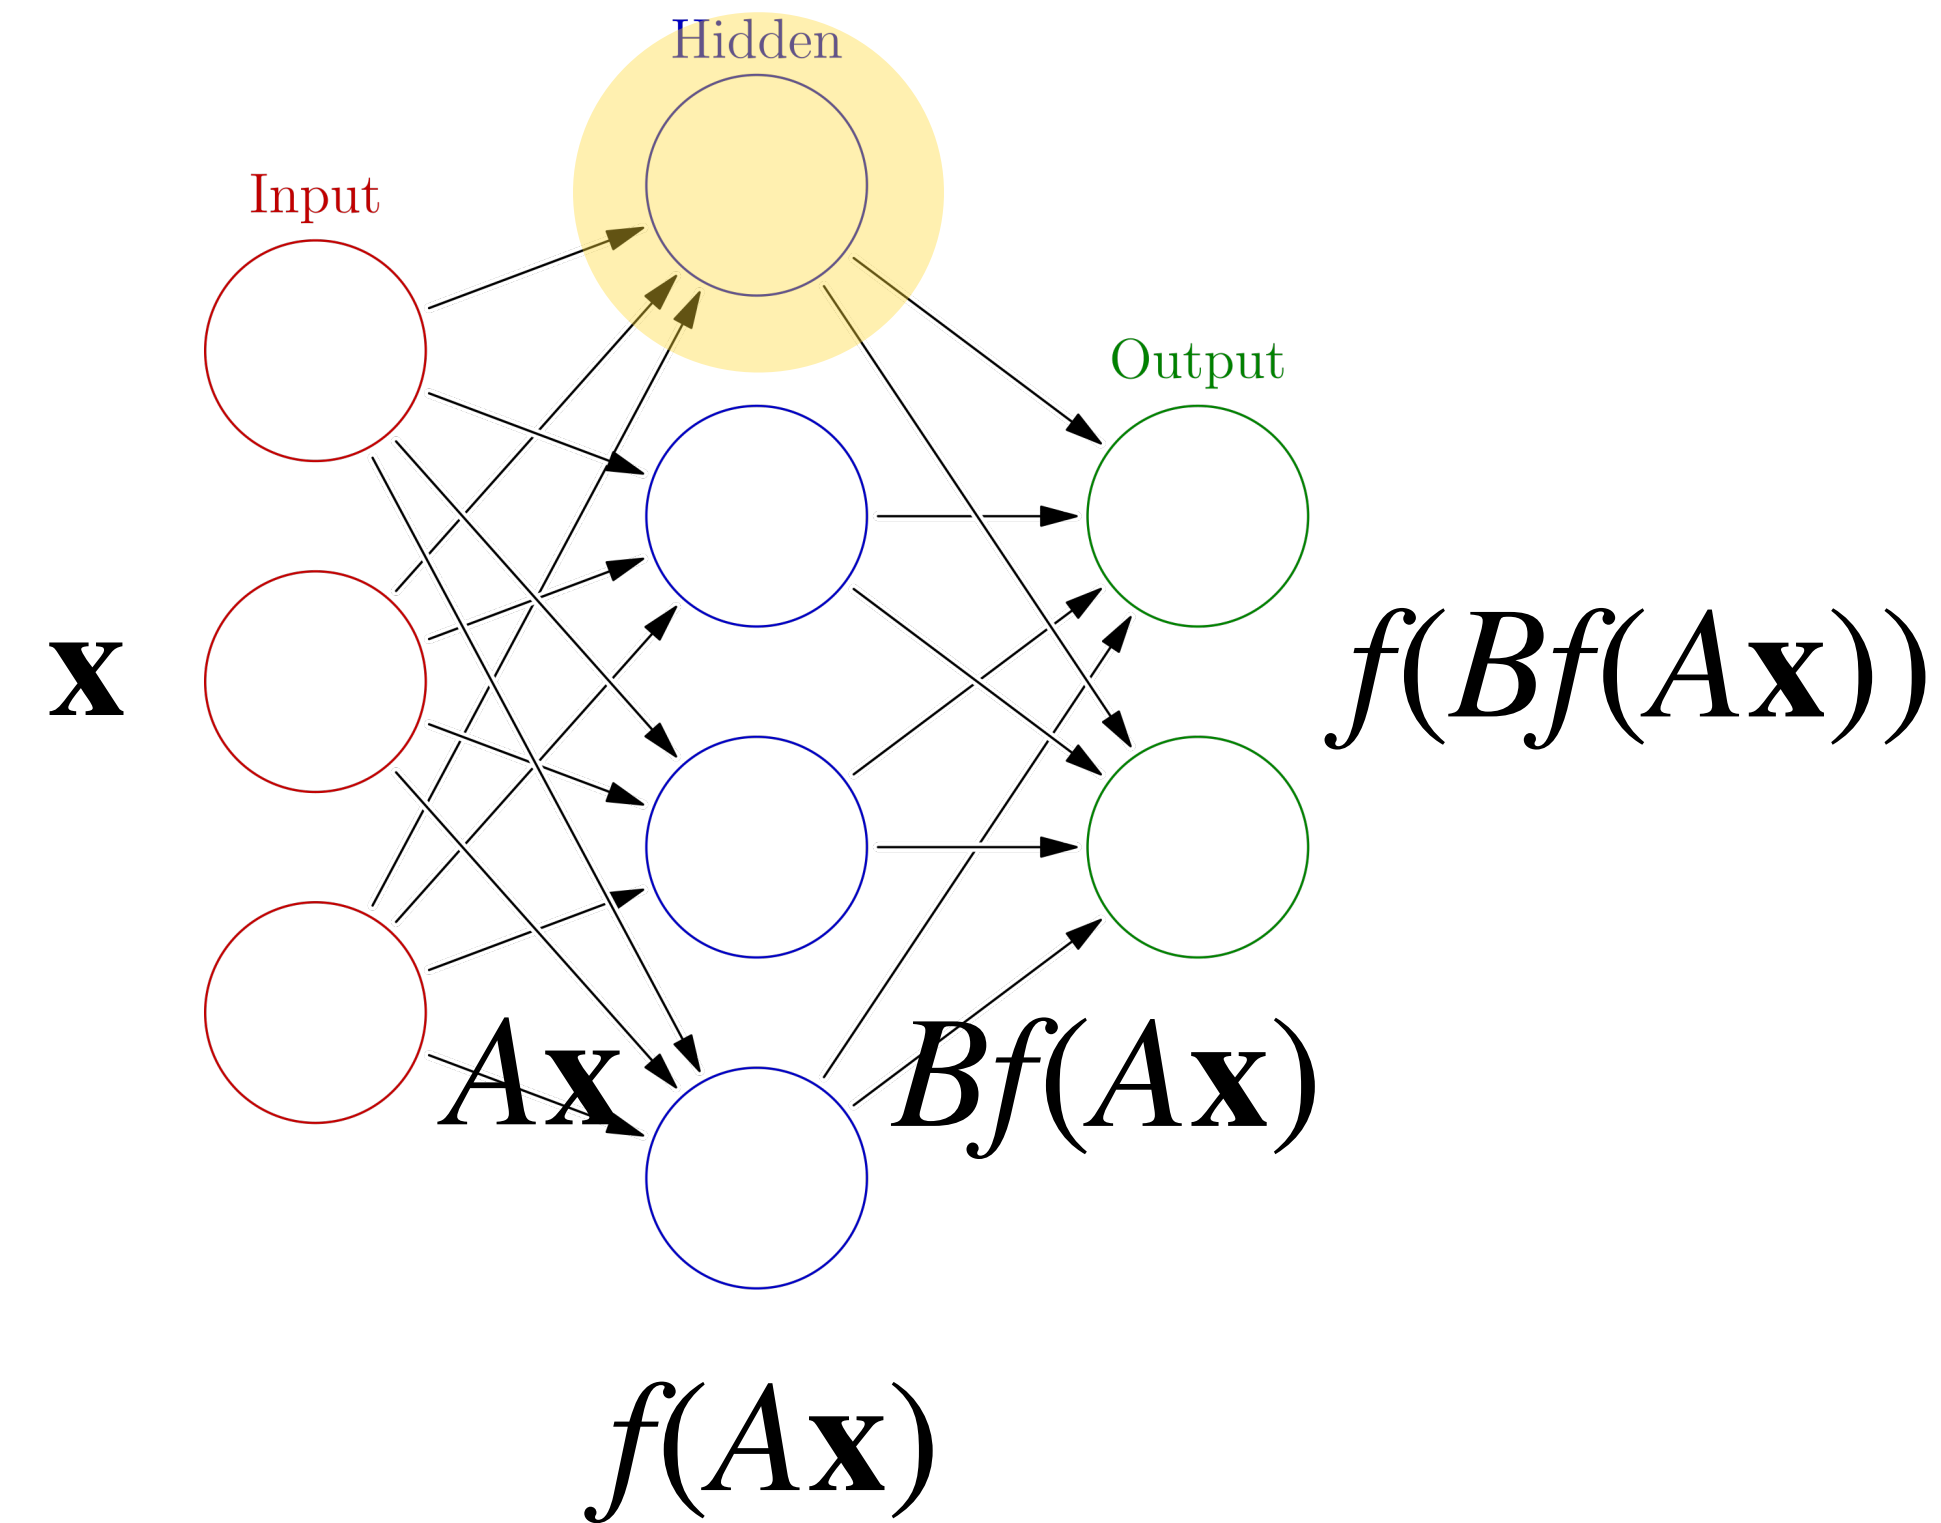 Hidden
Input
Output
𝐱
f(Bf(A𝐱))
A𝐱
Bf(A𝐱)
f(A𝐱)